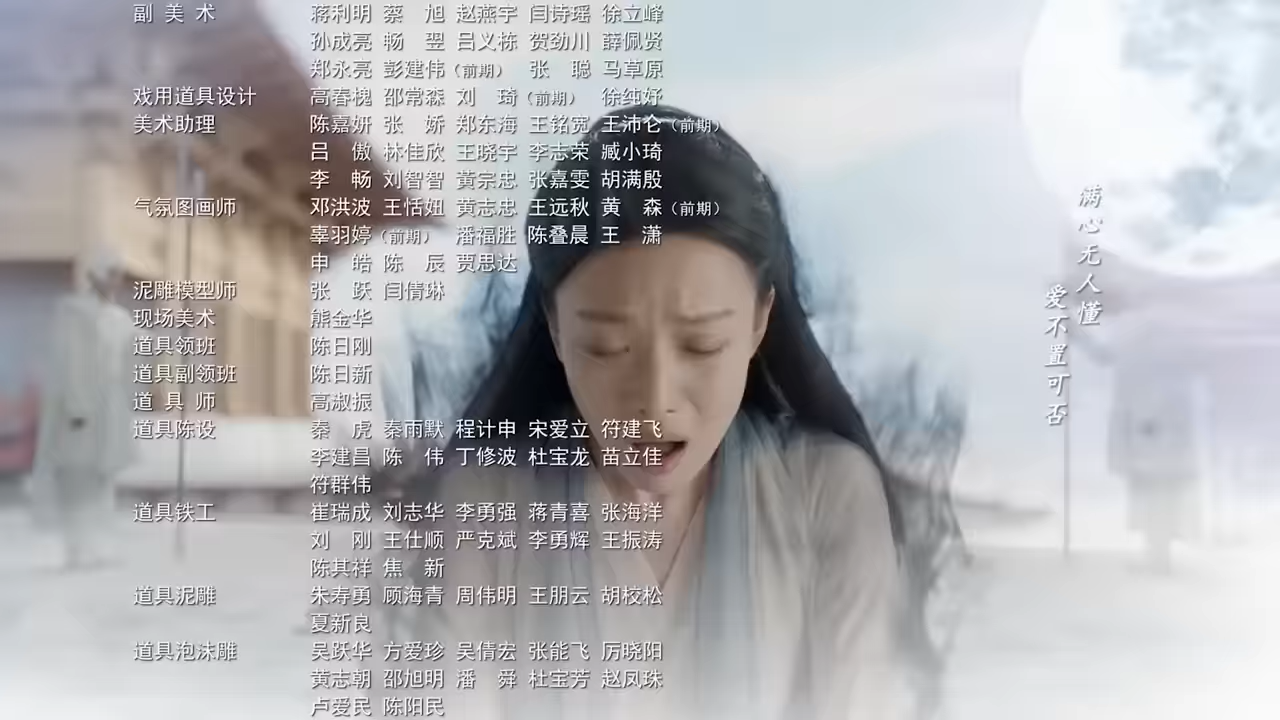 副 美 术 蒋利明 蔡 旭 赵燕宇 闫诗瑶 徐立峰
孙成亮 畅 翌 吕义栋 贺劲川 薛佩贤
郑永亮 彭建伟（前期） 张 聪 马草原
戏用道具设计 高春槐 邵常森 刘 琦（前期） 徐纯妤
美术助理 陈嘉妍 张 娇 郑东海 王铭宽 王沛仑（前期）
吕 傲 林佳欣 王晓宇 李志荣 臧小琦
李 畅 刘智智 黄宗忠 张嘉雯 胡满殷
气氛图画师 邓洪波 王恬妞 黄志忠 王远秋 黄 森（前期）
辜羽婷（前期） 潘福胜 陈叠晨 王 潇
申 皓 陈 辰 贾思达
泥雕模型师 张 跃 闫倩琳
现场美术 熊金华
道具领班 陈日刚
道具副领班 陈日新
道 具 师 高淑振
道具陈设 秦 虎 秦雨默 程计申 宋爱立 符建飞
李建昌 陈 伟 丁修波 杜宝龙 苗立佳
符群伟
道具铁工 崔瑞成 刘志华 李勇强 蒋青喜 张海洋
刘 刚 王仕顺 严克斌 李勇辉 王振涛
陈其祥 焦 新
道具泥雕 朱寿勇 顾海青 周伟明 王朋云 胡校松
夏新良
道具泡沫雕 吴跃华 方爱珍 吴倩宏 张能飞 厉晓阳
黄志朝 邵旭明 潘 舜 杜宝芳 赵凤珠
卢爱民 陈阳民
满心无人懂
爱不置可否